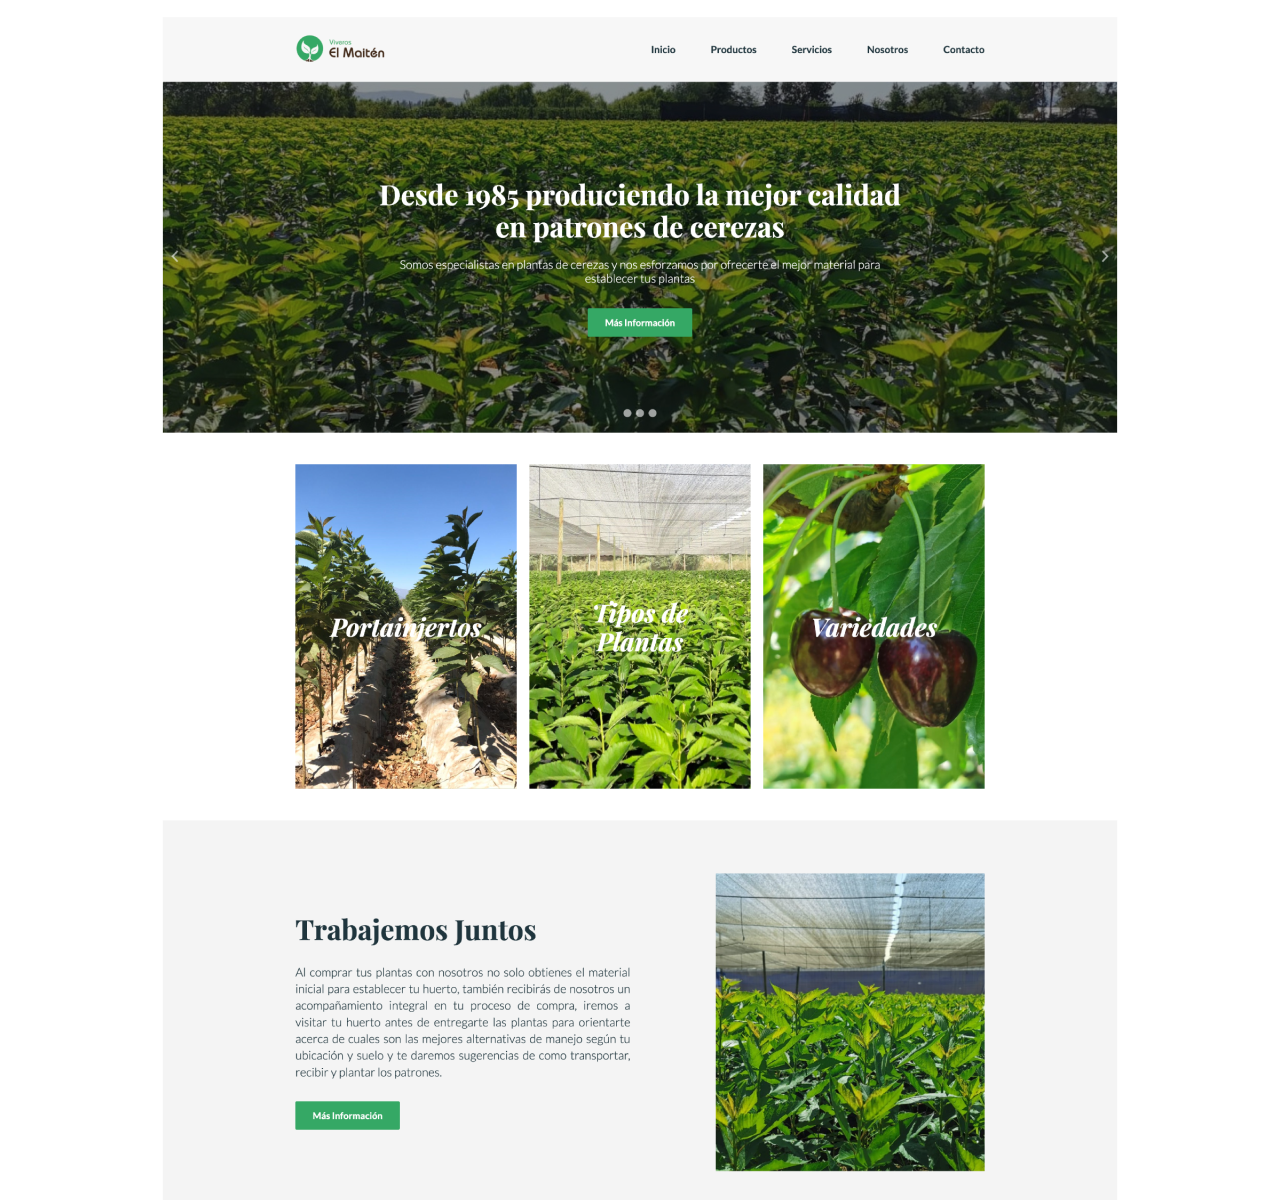 Viveros
El Maitén
Inicio Productos Servicios Nosotros Contacto
Desde 1985 produciendo la mejor calidad
en patrones de cerezas
Somos especialistas en plantas de cerezas y nos esforzamos por ofrecerte el mejor material para
establecer tus plantas
Más Información
Portainjertos
Tipos de
Plantas
Variedades
Trabajemos Juntos
Al comprar tus plantas con nosotros no solo obtienes el material
inicial para establecer tu huerto, también recibirás de nosotros un
acompañamiento integral en tu proceso de compra, iremos a
visitar tu huerto antes de entregarte las plantas para orientarte
acerca de cuales son las mejores alternativas de manejo según tu
ubicación y suelo y te daremos sugerencias de como transportar,
recibir y plantar los patrones.
Más Información